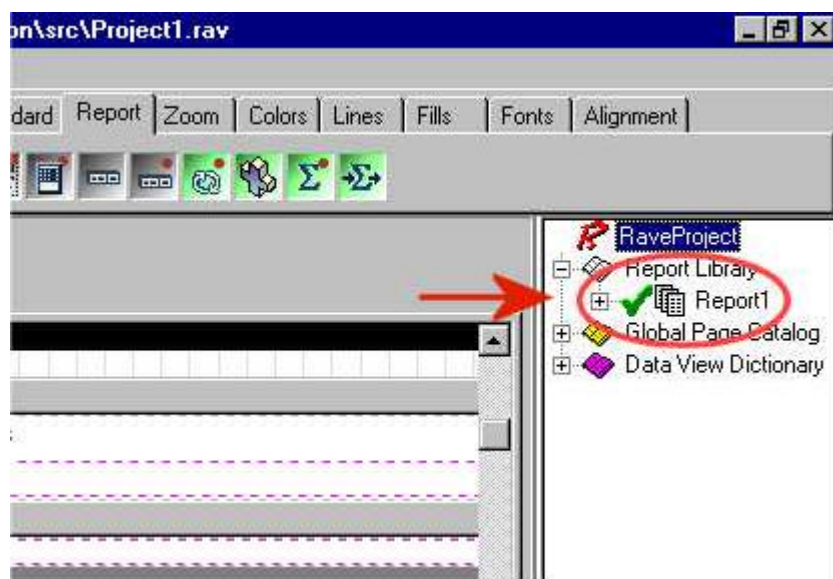 on\src\Project1.rav
dard Report Zoom Colors Lines Fills Fonts Alignment
RaveProject
Report Library
Report1
Global Page Catalog
Data View Dictionary